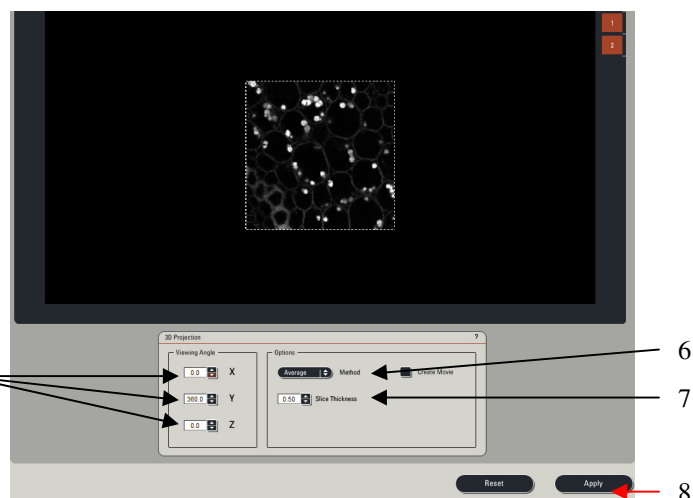 1
2
3D Projection ?
Viewing Angle
Options
0.0 X
Average Method
Create Movie
6
360.0 Y
0.50 Slice Thickness
7
0.0 Z
Reset
Apply
8